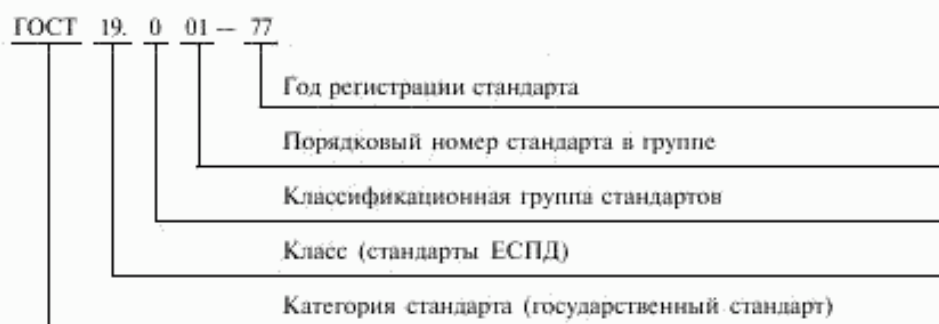 ГОСТ 19. 0 01 — 77
Год регистрации стандарта
Порядковый номер стандарта в группе
Классификационная группа стандартов
Класс (стандарты ЕСПД)
Категория стандарта (государственный стандарт)